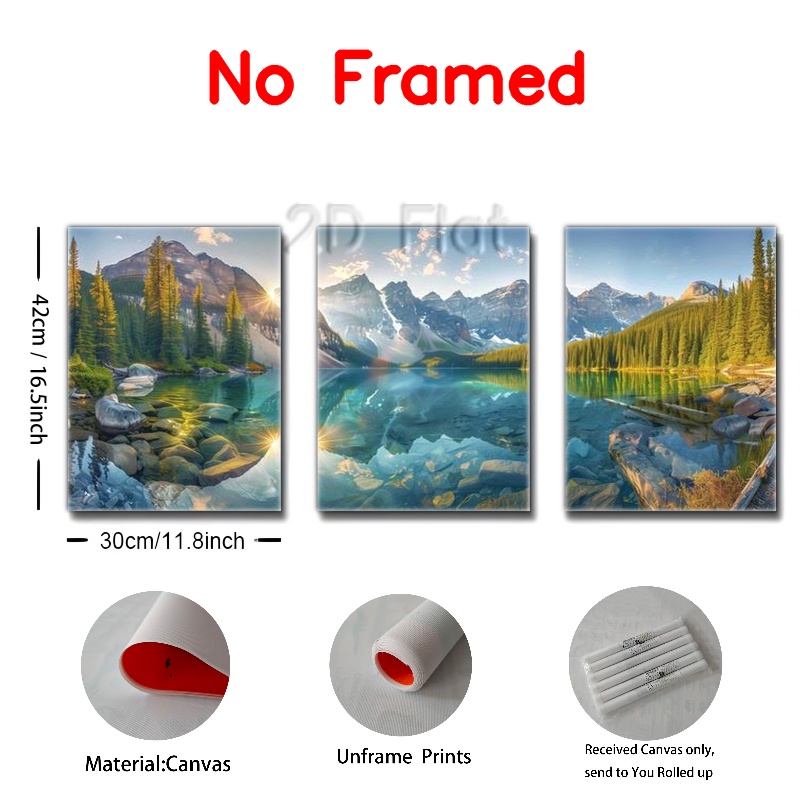 No Framed
2D Flat
42cm / 16.5inch
30cm/11.8inch
Material:Canvas
Unframe Prints
Received Canvas only,
send to You Rolled up